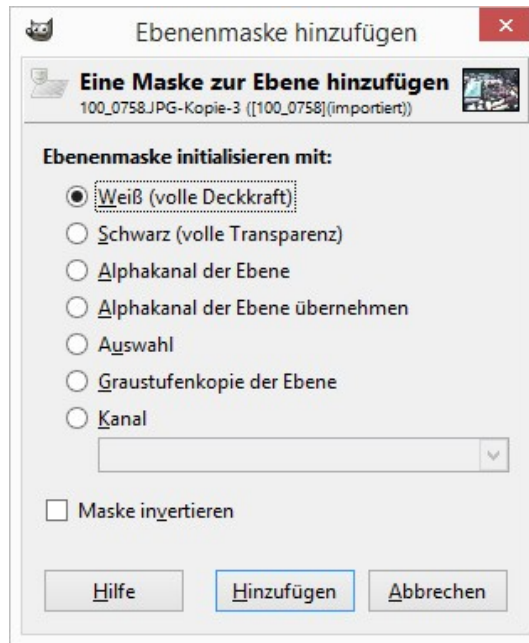 Ebenenmaske hinzufügen
Eine Maske zur Ebene hinzufügen
100_0758.JPG-Kopie-3 ([100_0758](importiert))
Ebenenmaske initialisieren mit:
Weiß (volle Deckkraft)
Schwarz (volle Transparenz)
Alphakanal der Ebene
Alphakanal der Ebene übernehmen
Auswahl
Graustufenkopie der Ebene
Kanal
Maske invertieren
Hilfe Hinzufügen Abbrechen